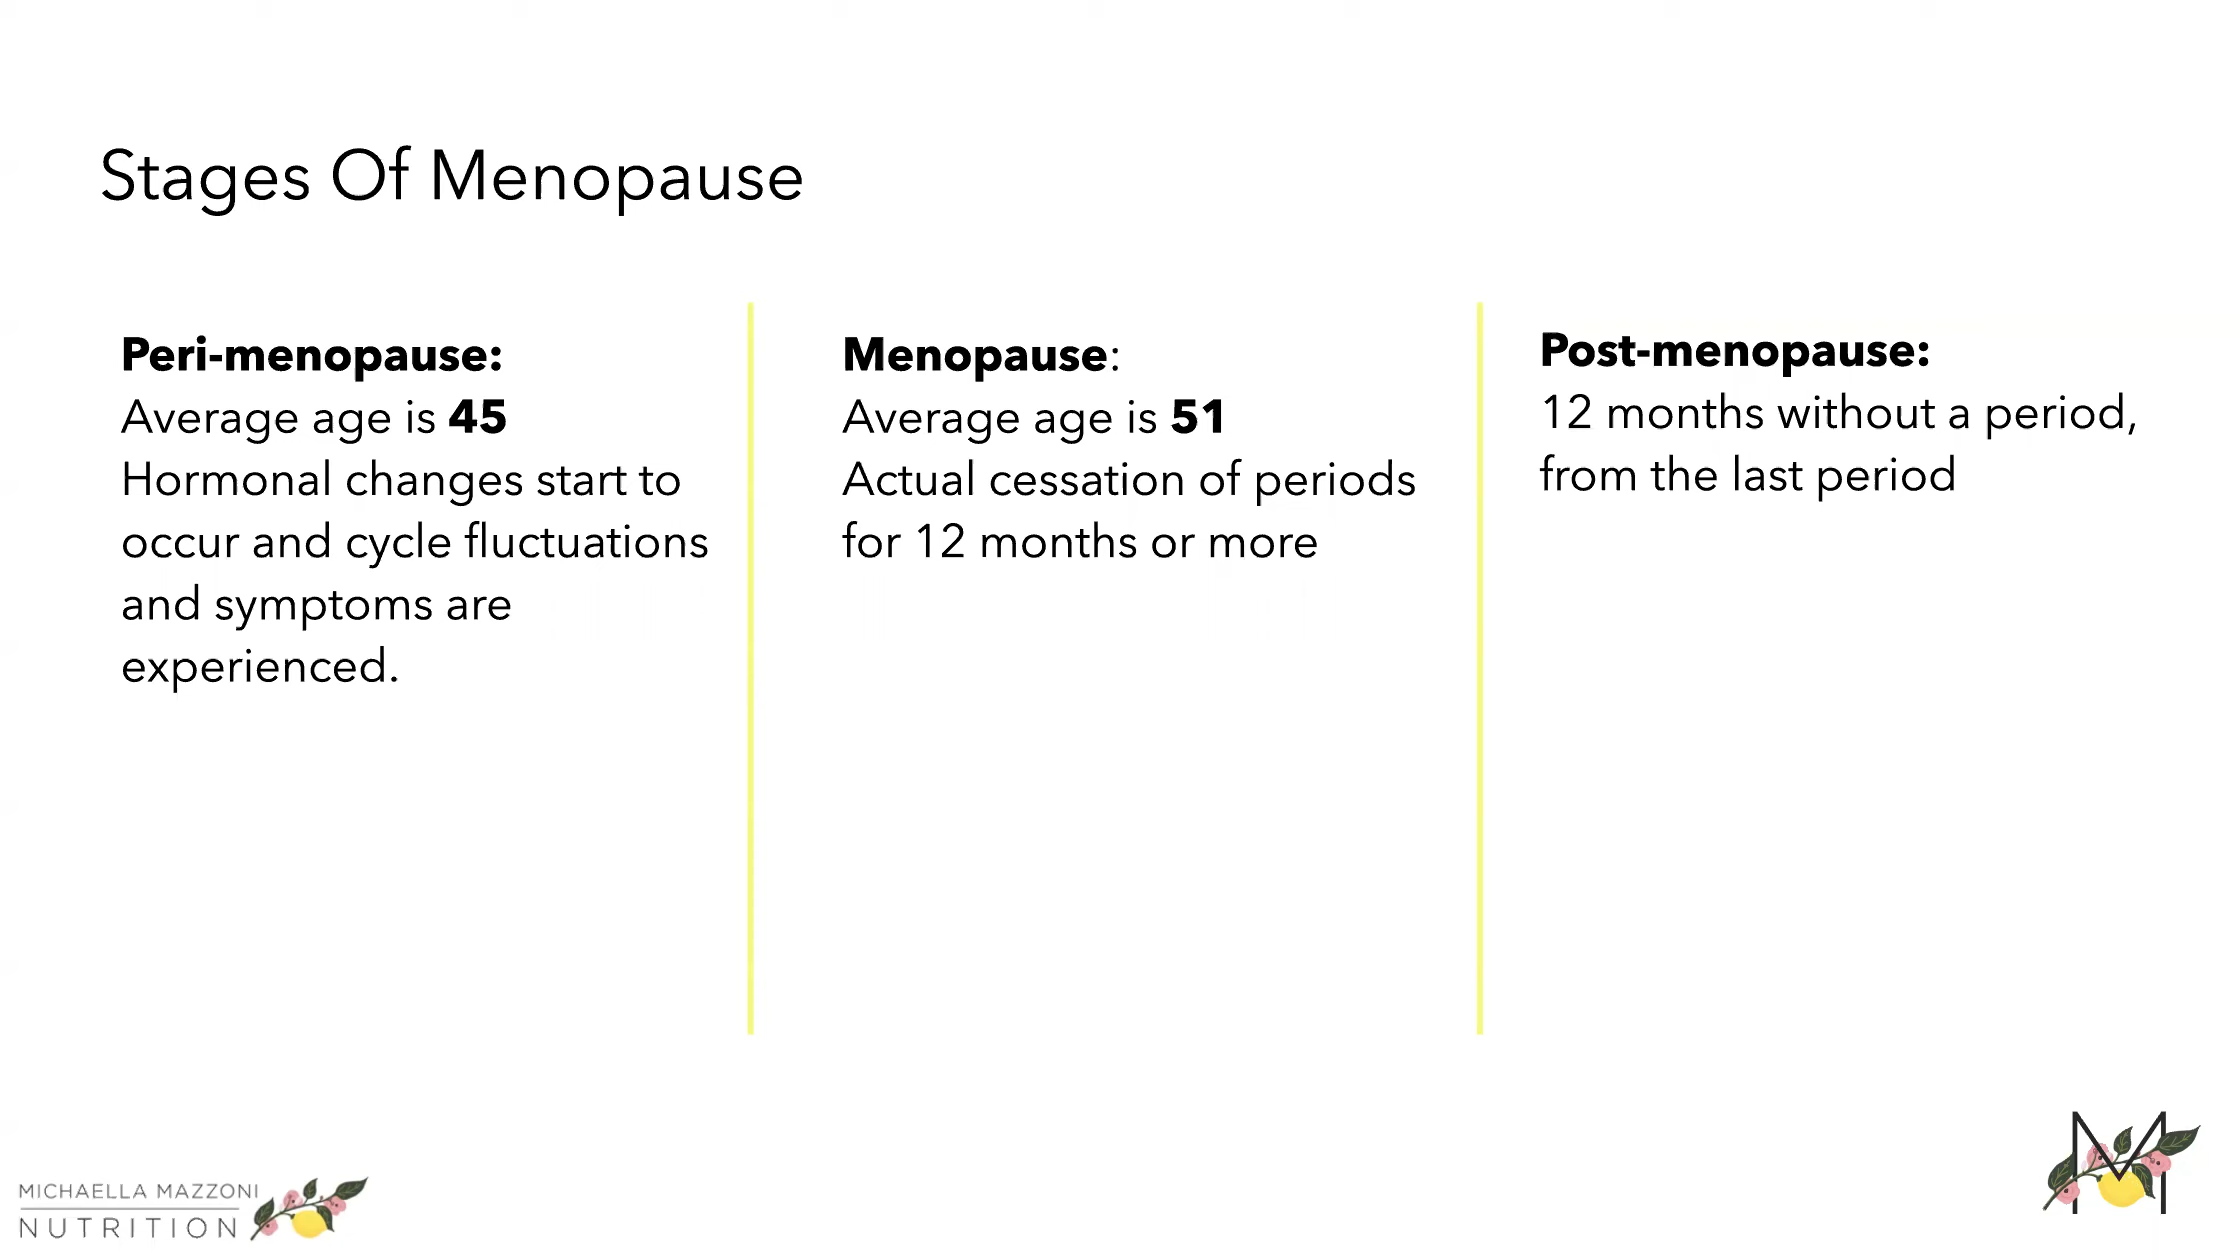 Stages Of Menopause
Peri-menopause:
Average age is 45
Hormonal changes start to
occur and cycle fluctuations
and symptoms are
experienced.
Menopause:
Average age is 51
Actual cessation of periods
for 12 months or more
Post-menopause:
12 months without a period,
from the last period
MICHAELLA MAZZONI
NUTRITION
M